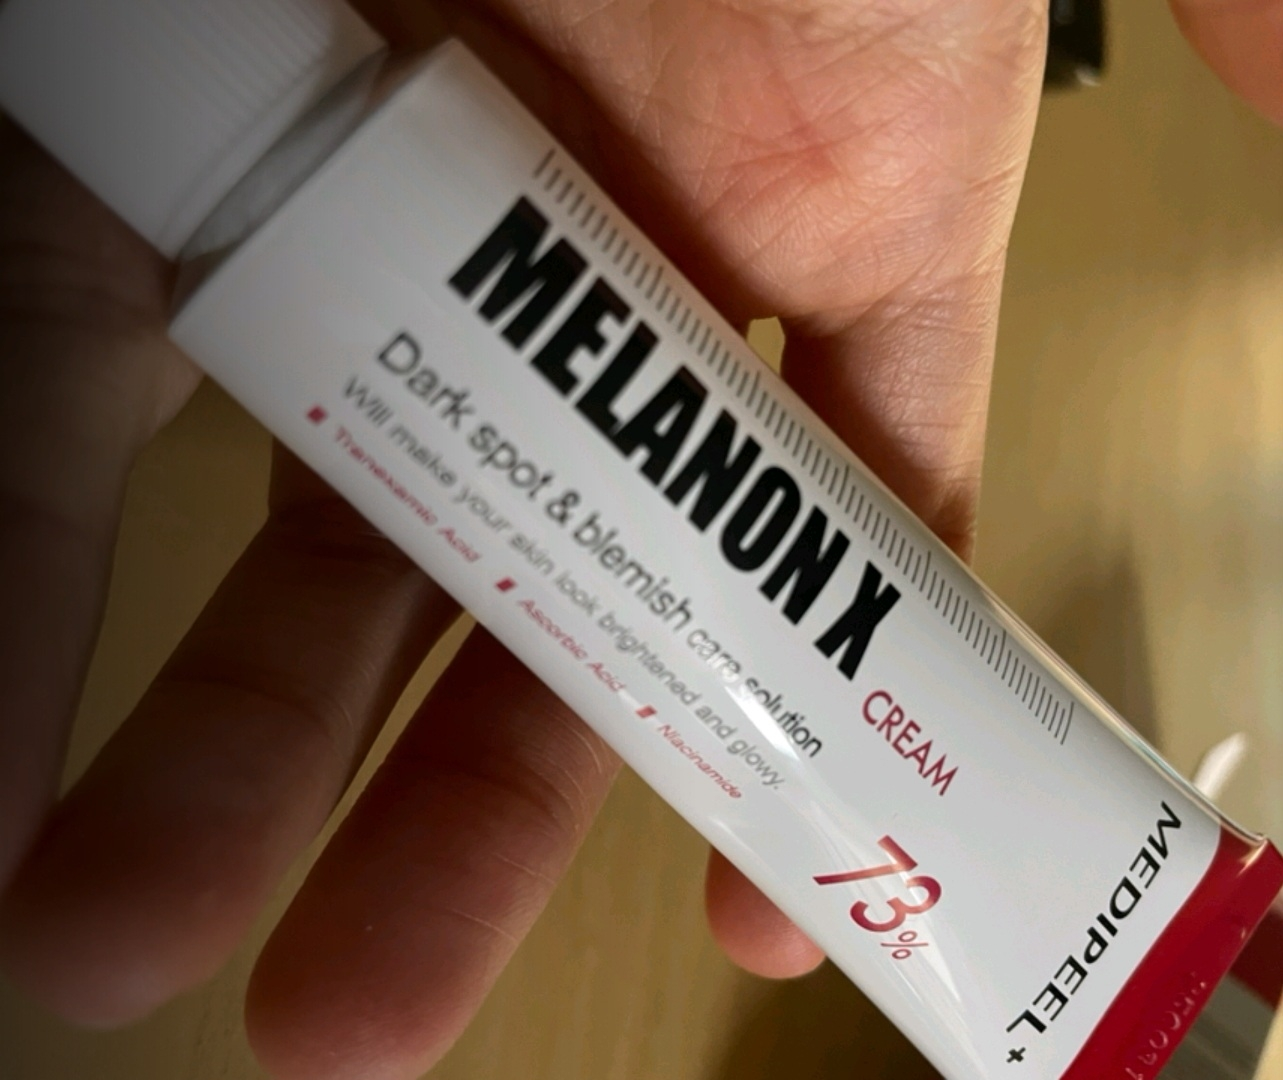 MELANON X
CREAM
Dark spot & blemish care solution
Will make your skin look brightened and glowy.
Tranexamic Acid
Ascorbic Acid
Niacinamide
73%
MEDIPEEL+